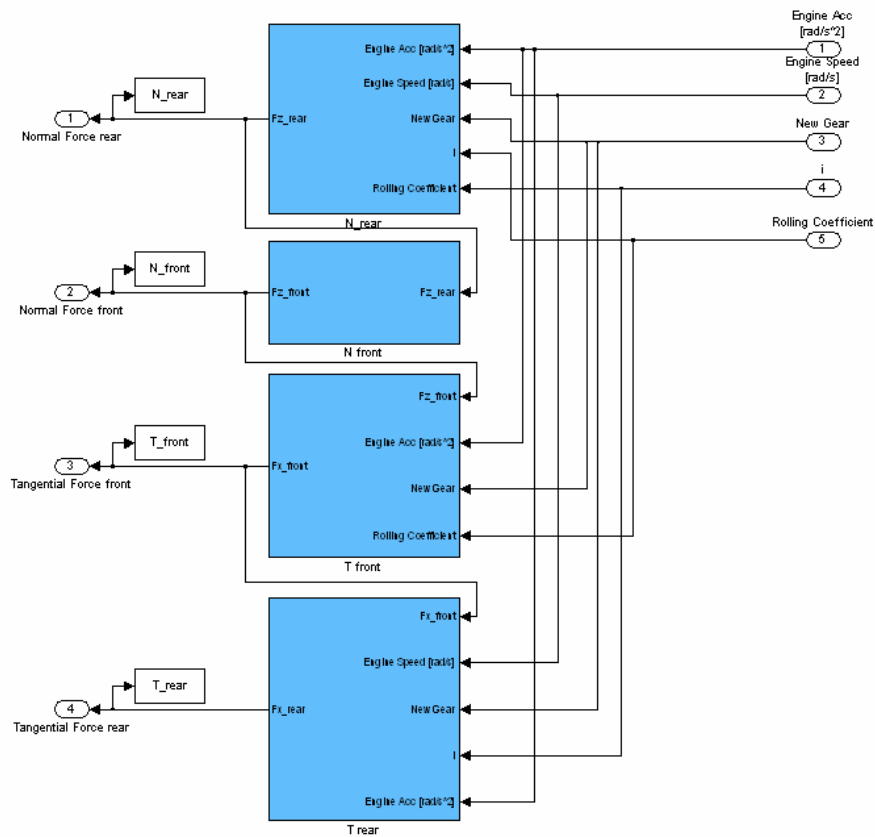 Engine Acc
[rad/s^2]
1
Engine Speed
[rad/s]
2
New Gear
3
i
4
Rolling Coefficient
5
N_rear
1
Normal Force rear
Fz_rear
Engine Acc [rad/s^2]
Engine Speed [rad/s]
New Gear
i
Rolling Coefficient
N_rear
N_front
2
Normal Force front
Fz_front
Fz_rear
N front
T_front
3
Tangential Force front
Fx_front
Fz_front
Engine Acc [rad/s^2]
New Gear
Rolling Coefficient
T front
T_rear
4
Tangential Force rear
Fx_rear
Fx_front
Engine Speed [rad/s]
New Gear
i
Engine Acc [rad/s^2]
T rear